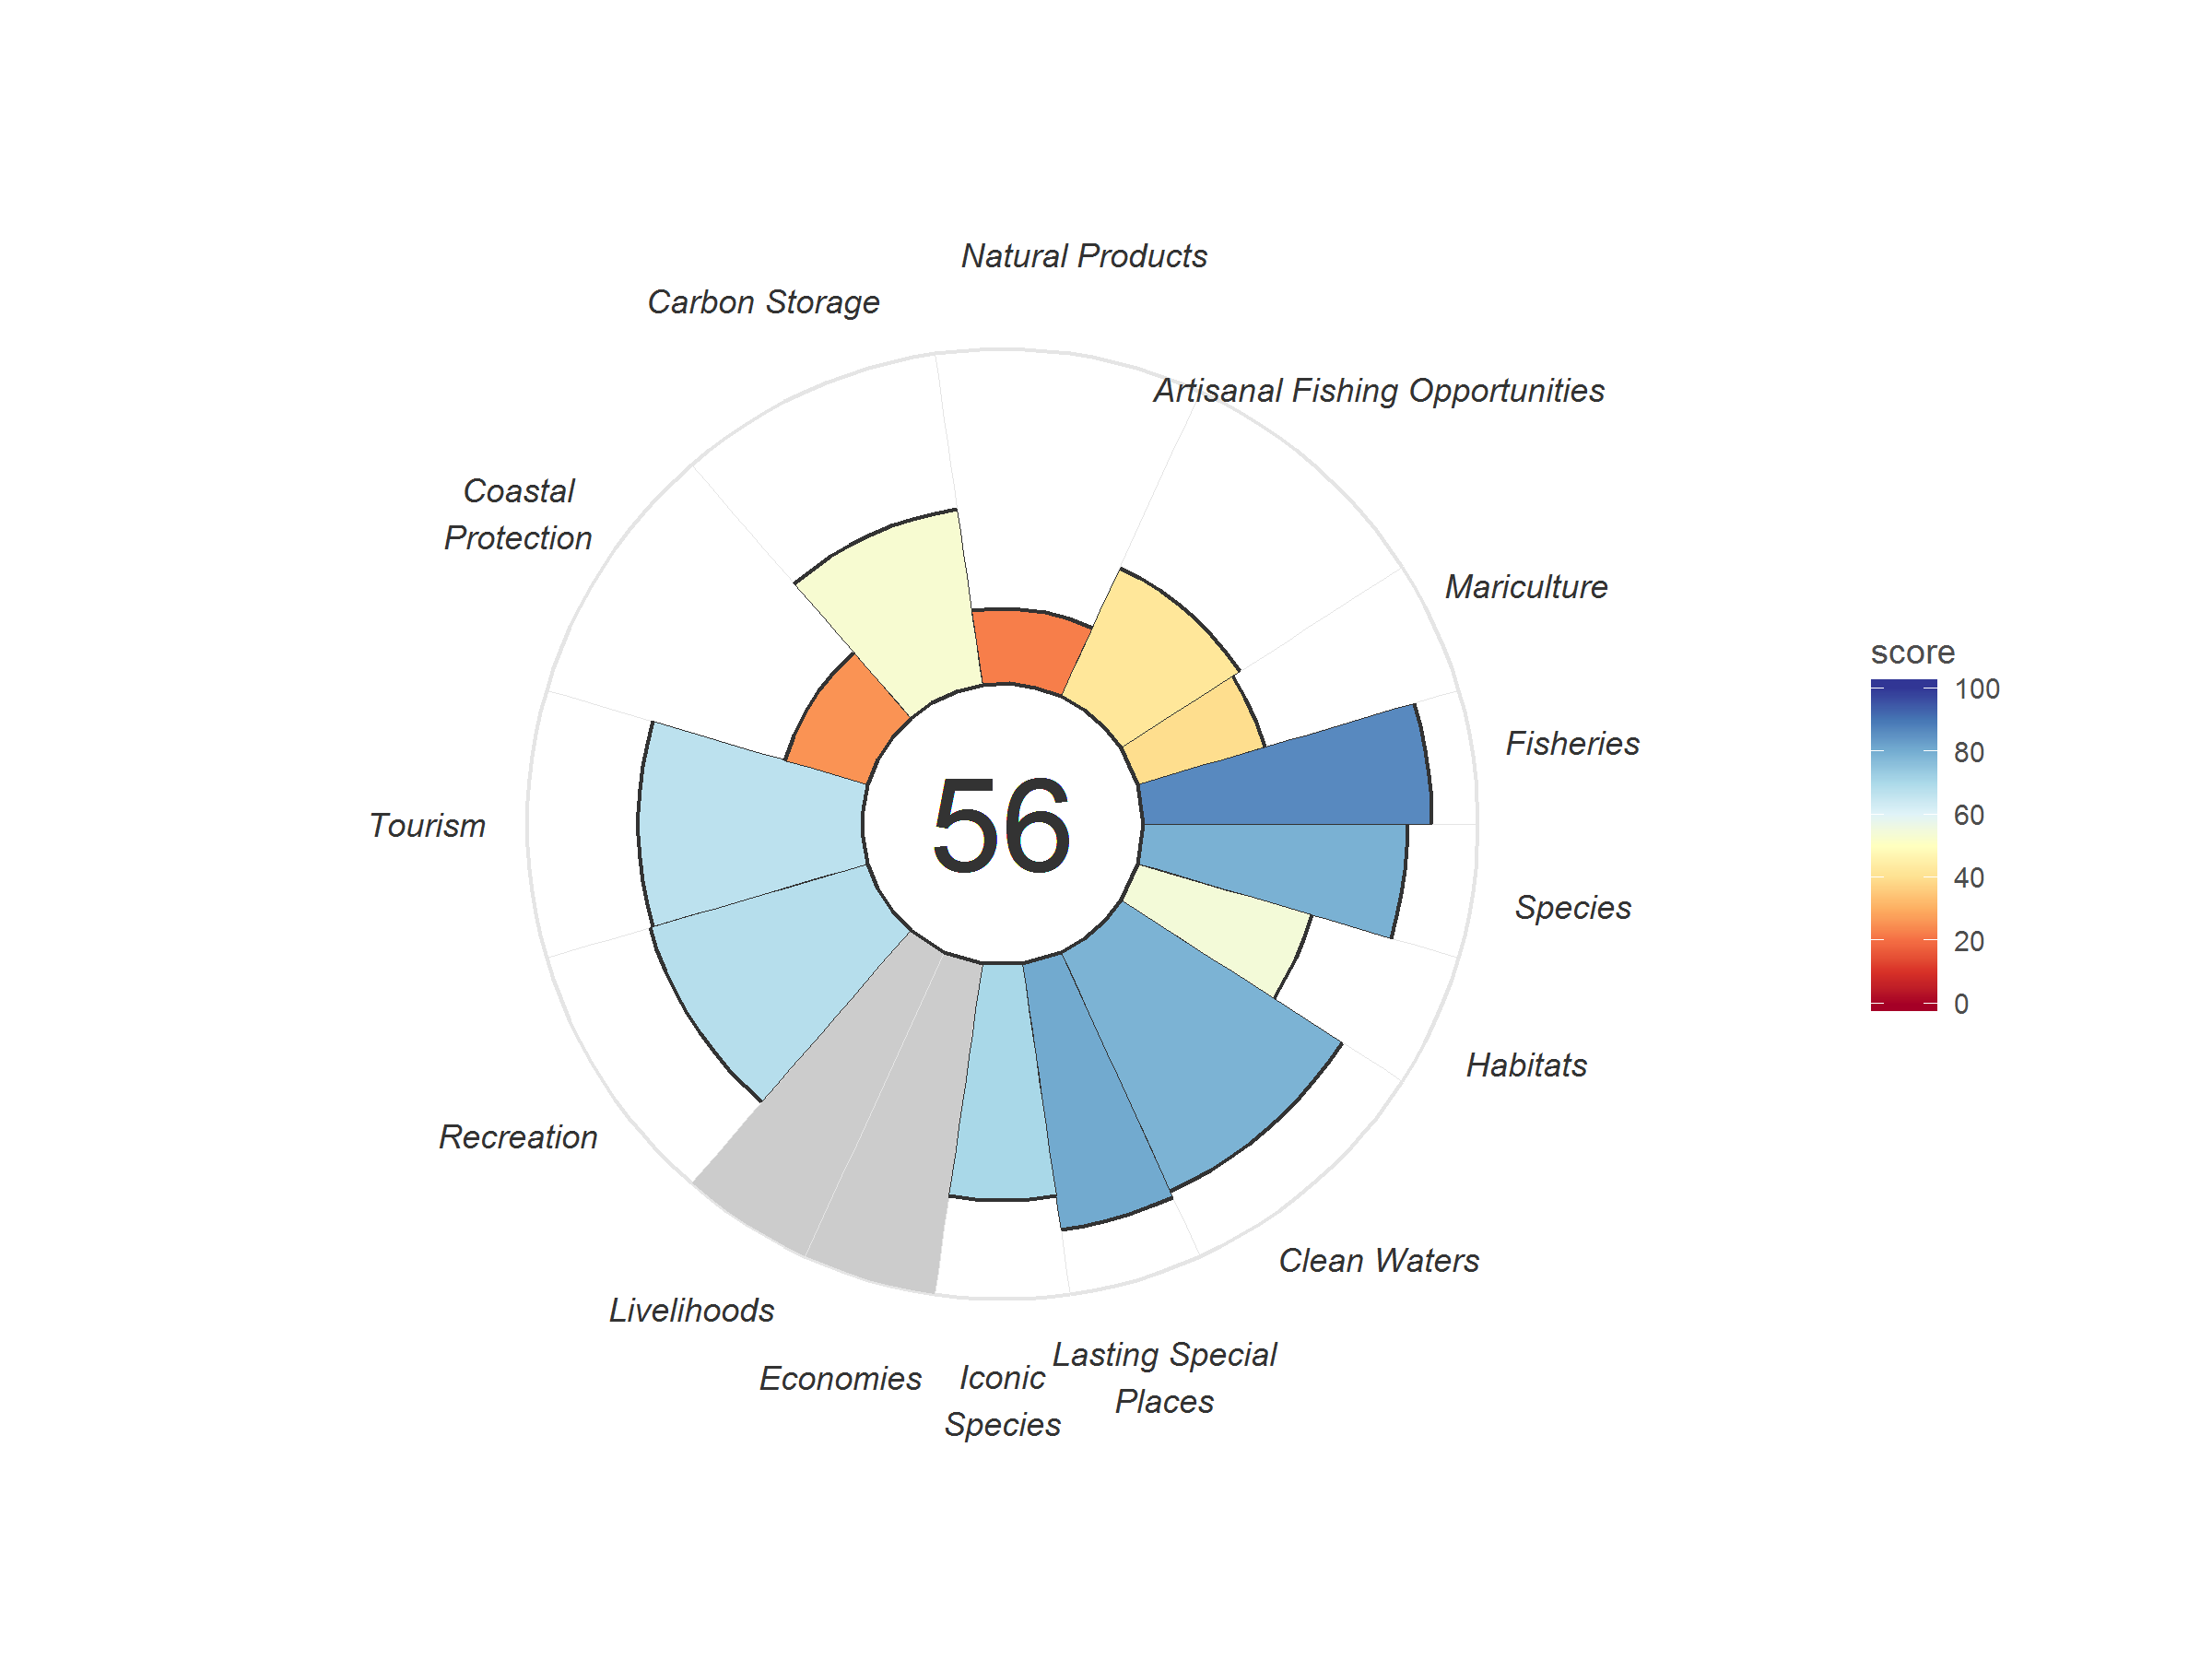 Natural Products
Carbon Storage
Artisanal Fishing Opportunities
Coastal
Protection
Mariculture
score
100
80
60
40
20
0
Fisheries
56
Tourism
Species
Habitats
Recreation
Clean Waters
Livelihoods
Lasting Special
Places
Economies
Iconic
Species